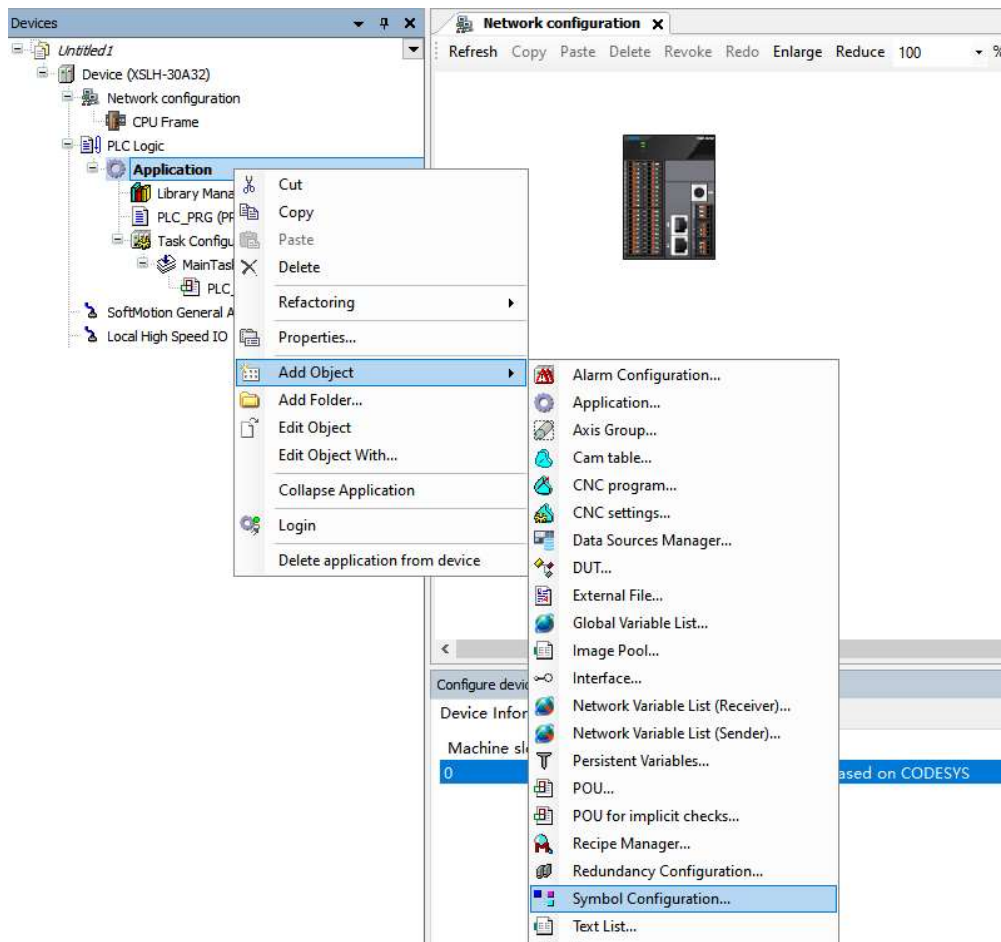 Devices
Untitled1
Device (XSLH-30A32)
Network configuration
CPU Frame
PLC Logic
Application
Library Mana
PLC_PRG (PR
Task Configu
MainTask
PLC_
SoftMotion General A
Local High Speed IO
Network configuration
Refresh Copy Paste Delete Revoke Redo Enlarge Reduce 100 %
Cut
Copy
Paste
Delete
Refactoring
Properties...
Add Object
Add Folder...
Edit Object
Edit Object With...
Collapse Application
Login
Delete application from device
Alarm Configuration...
Application...
Axis Group...
Cam table...
CNC program...
CNC settings...
Data Sources Manager...
DUT...
External File...
Global Variable List...
Image Pool...
Interface...
Network Variable List (Receiver)...
Network Variable List (Sender)...
Persistent Variables...
POU...
POU for implicit checks...
Recipe Manager...
Redundancy Configuration...
Symbol Configuration...
Text List...
Configure devic
Device Infor
Machine slo
0 ased on CODESYS